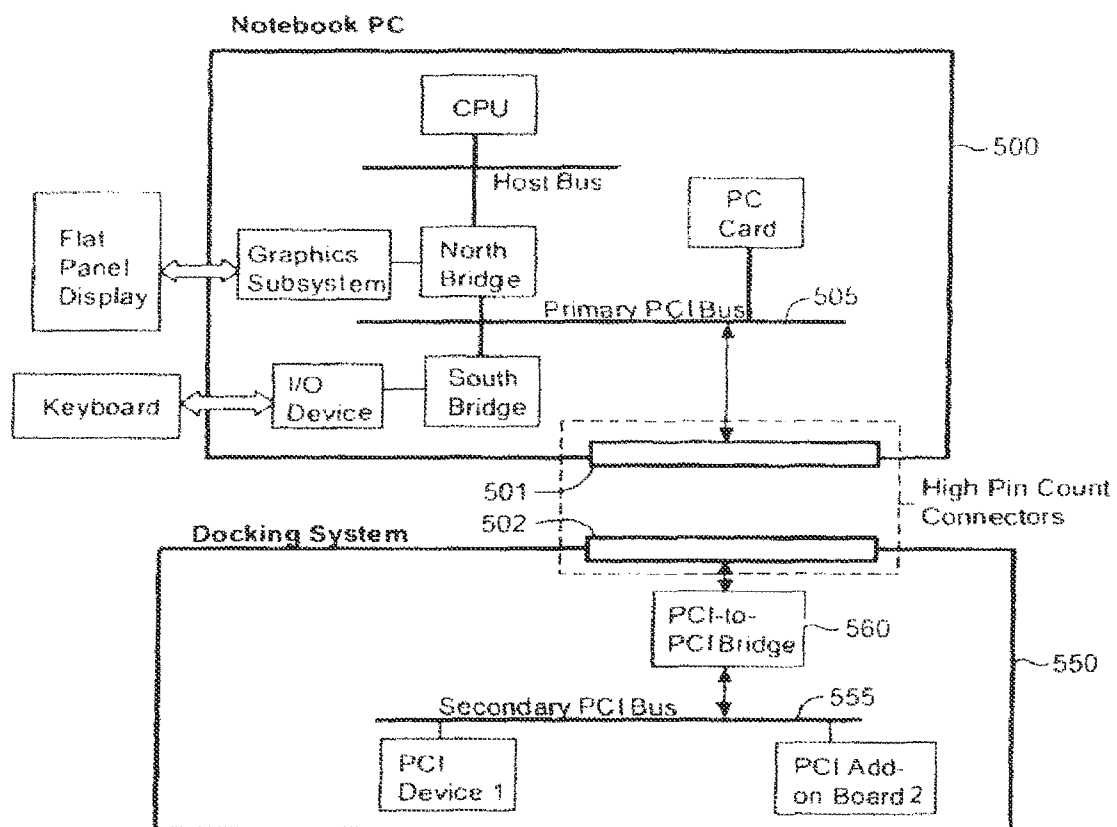 Notebook PC
CPU
500
Host Bus
PC
Card
Flat
Panel
Display
Graphics
Subsystem
North
Bridge
Primary PCI Bus
505
Keyboard
I/O
Device
South
Bridge
501
High Pin Count
Connectors
502
Docking System
PCI-to-
PCI Bridge
560
550
Secondary PCI Bus
555
PCI
Device 1
PCI Add-
on Board 2